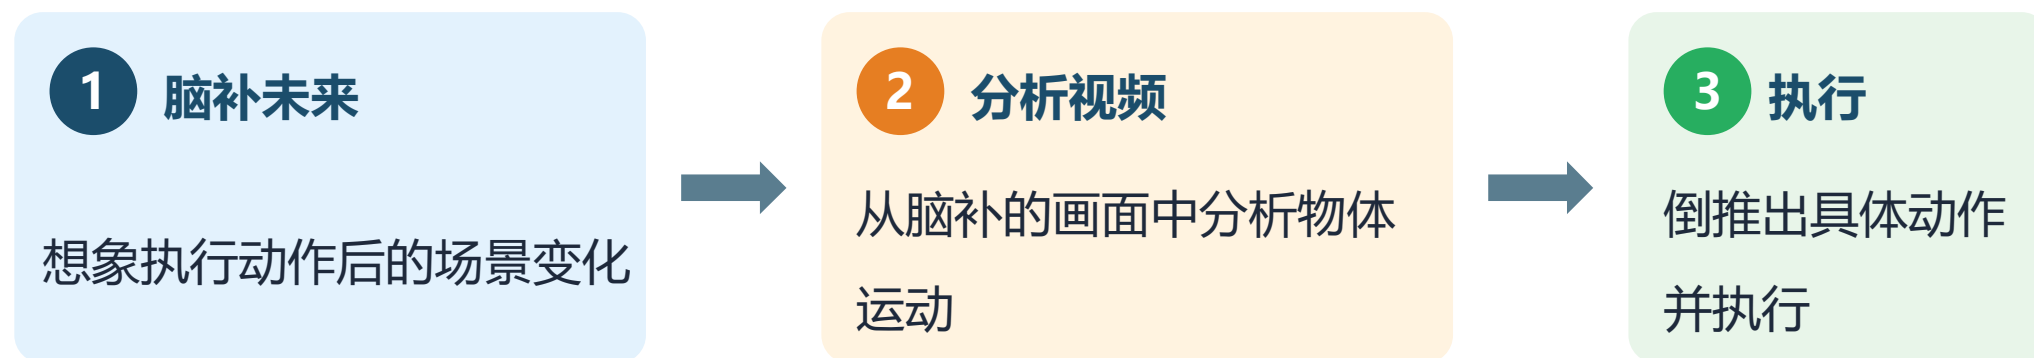 1 脑补未来
想象执行动作后的场景变化
2 分析视频
从脑补的画面中分析物体
运动
3 执行
倒推出具体动作
并执行